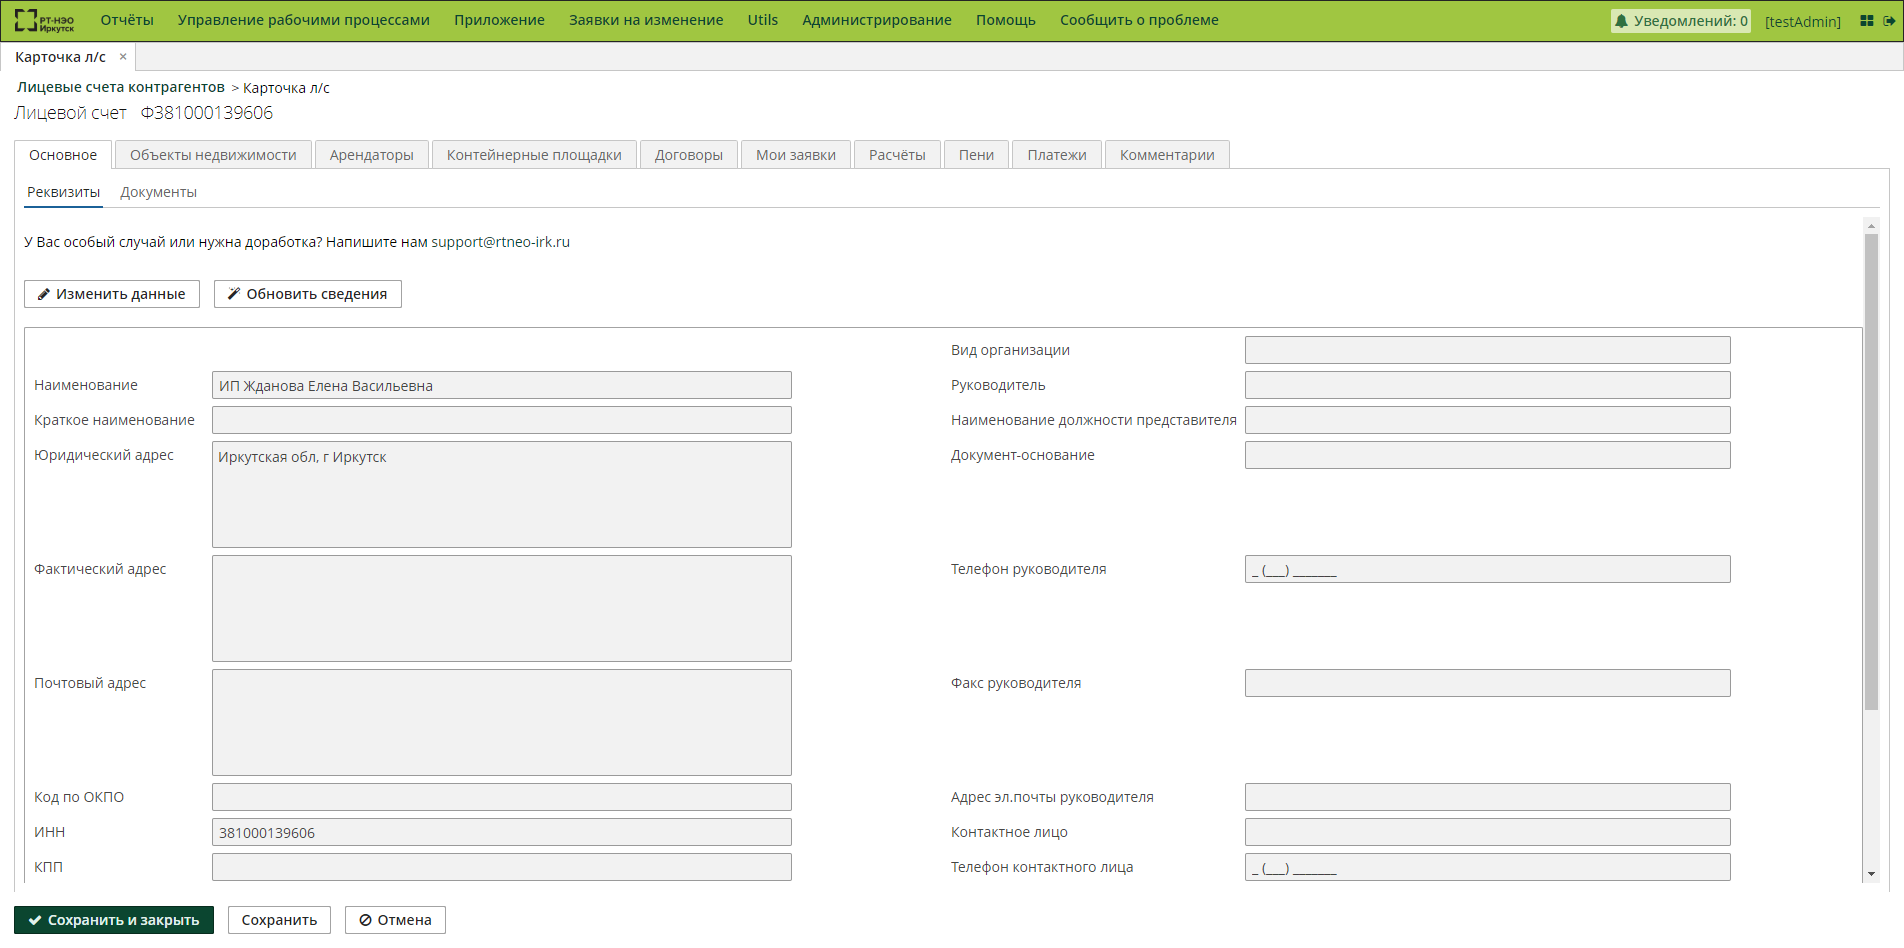 РТ-НЭО Иркутск
Отчёты Управление рабочими процессами Приложение Заявки на изменение Utils Администрирование Помощь Сообщить о проблеме Уведомлений: 0 [testAdmin]
Карточка л/с ×
Лицевые счета контрагентов > Карточка л/с
Лицевой счет Ф381000139606
Основное Объекты недвижимости Арендаторы Контейнерные площадки Договоры Мои заявки Расчёты Пени Платежи Комментарии
Реквизиты Документы
У Вас особый случай или нужна доработка? Напишите нам support@rtneo-irk.ru
Изменить данные Обновить сведения
Вид организации
Наименование ИП Жданова Елена Васильевна Руководитель
Краткое наименование Наименование должности представителя
Юридический адрес Иркутская обл, г Иркутск Документ-основание
Фактический адрес Телефон руководителя _ (___) _______
Почтовый адрес Факс руководителя
Код по ОКПО Адрес эл.почты руководителя
ИНН 381000139606 Контактное лицо
КПП Телефон контактного лица _ (___) _______
Сохранить и закрыть Сохранить Отмена